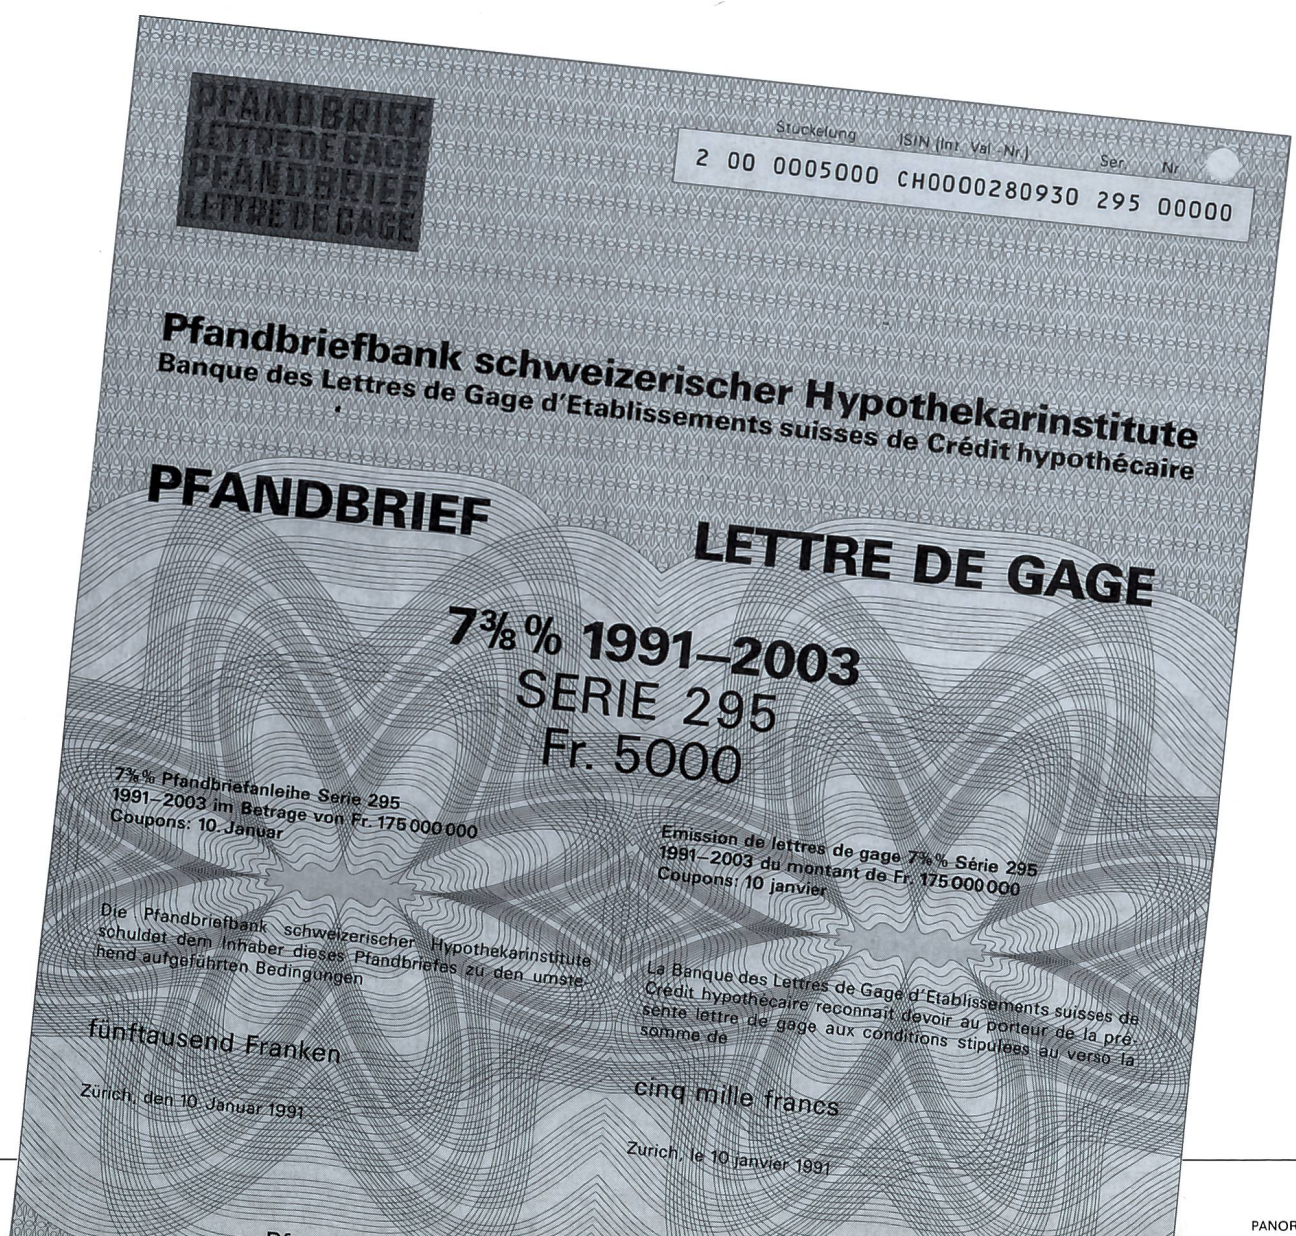 PFANDBRIEF
LETTRE DE GAGE
PFANDBRIEF
LETTRE DE GAGE
Stückelung ISIN (Int. Val.-Nr.) Ser. Nr.
2 00 0005000 CH0000280930 295 00000
Pfandbriefbank schweizerischer Hypothekarinstitute
Banque des Lettres de Gage d'Etablissements suisses de Crédit hypothécaire
PFANDBRIEF
LETTRE DE GAGE
7⅜% 1991–2003
SERIE 295
Fr. 5000
7⅜% Pfandbriefanleihe Serie 295
1991–2003 im Betrage von Fr. 175 000 000
Coupons: 10. Januar
Die Pfandbriefbank schweizerischer Hypothekarinstitute
schuldet dem Inhaber dieses Pfandbriefes zu den umste-
hend aufgeführten Bedingungen
fünftausend Franken
Zürich, den 10. Januar 1991
Emission de lettres de gage 7⅜% Série 295
1991–2003 du montant de Fr. 175 000 000
Coupons: 10 janvier
La Banque des Lettres de Gage d'Etablissements suisses de
Crédit hypothécaire reconnaît devoir au porteur de la pré-
sente lettre de gage aux conditions stipulées au verso la
somme de
cinq mille francs
Zurich, le 10 janvier 1991